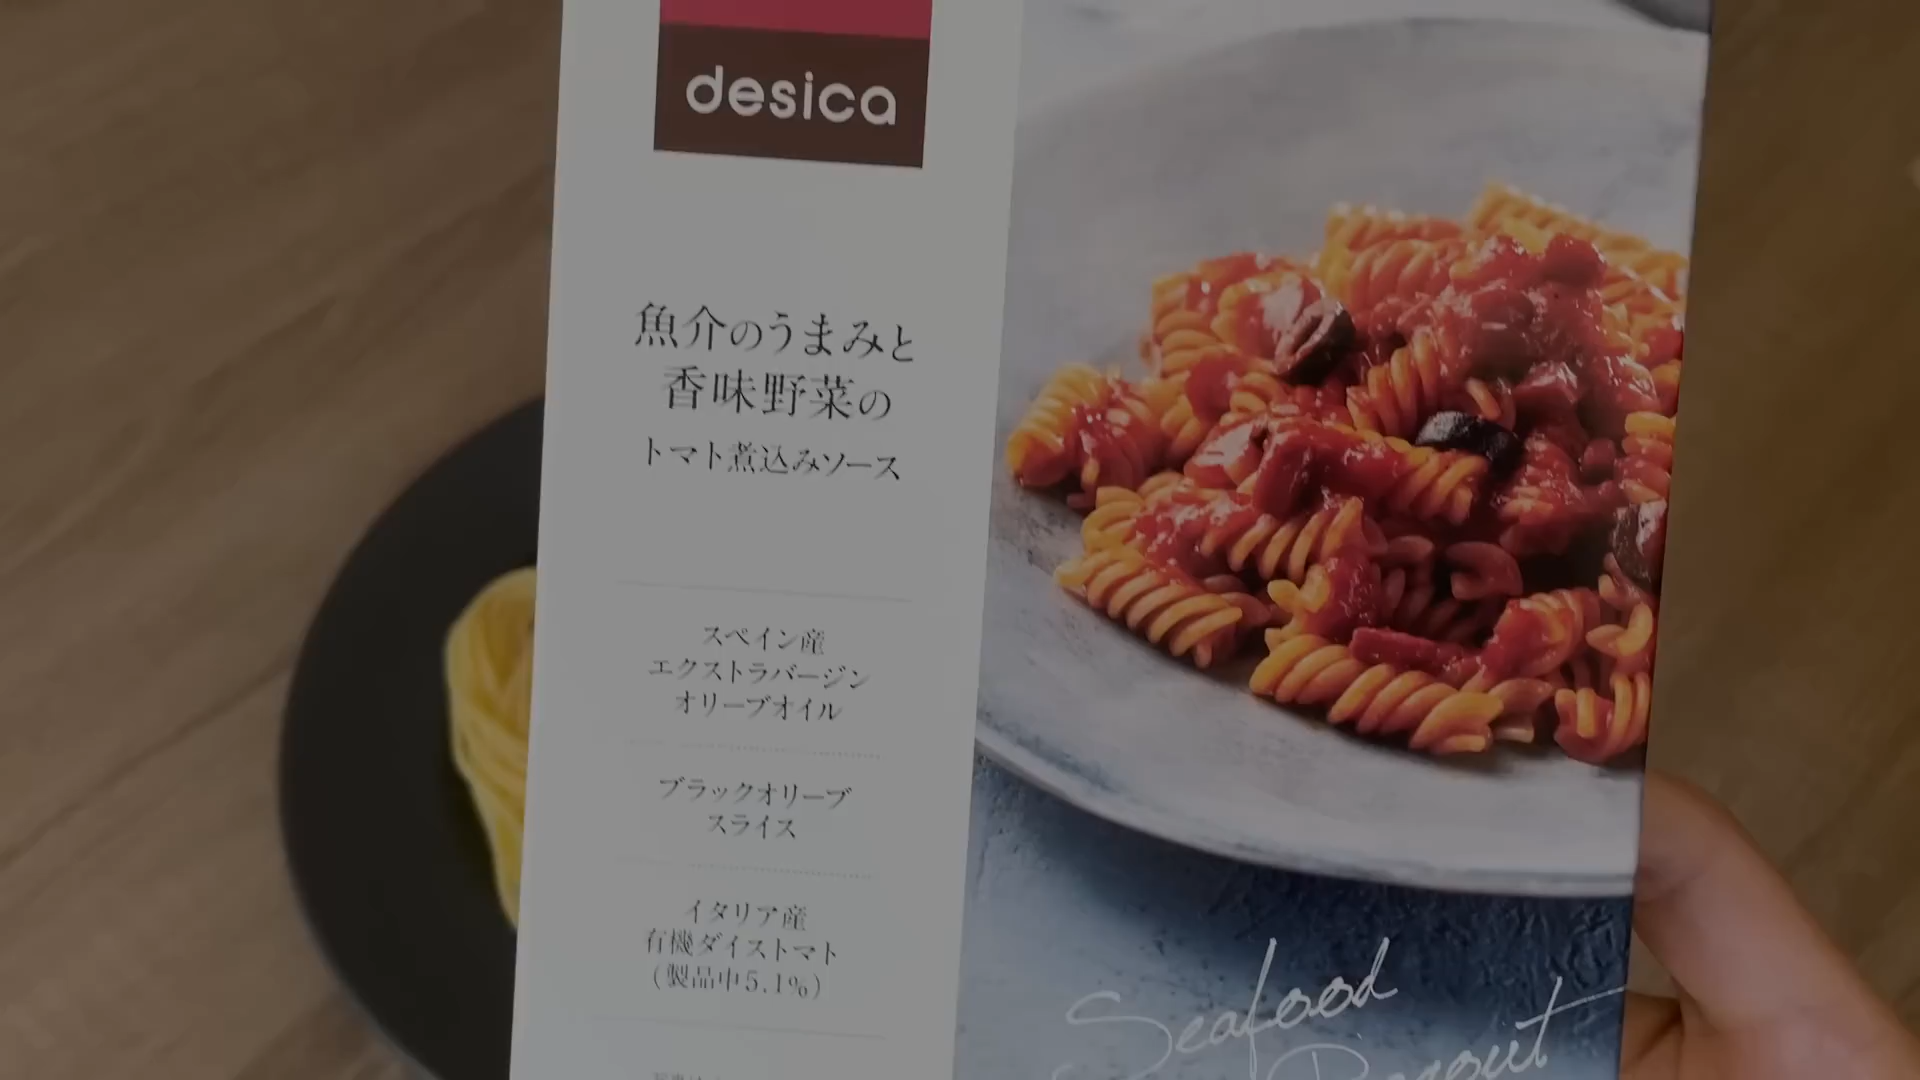 desica
魚介のうまみと
香味野菜の
トマト煮込みソース
スペイン産
エクストラバージン
オリーブオイル
ブラックオリーブ
スライス
イタリア産
有機ダイストマト
(製品中5.1%)
Seafood
Ragout